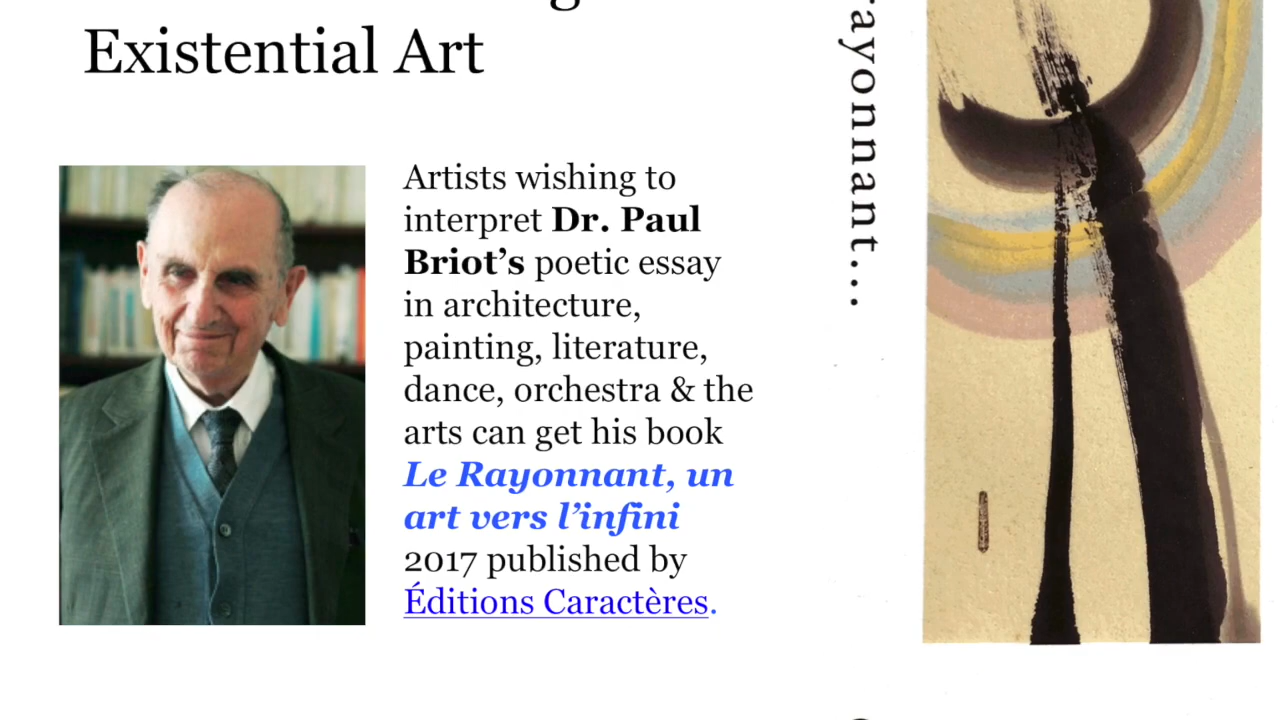 Existential Art
Artists wishing to
interpret Dr. Paul
Briot’s poetic essay
in architecture,
painting, literature,
dance, orchestra & the
arts can get his book
Le Rayonnant, un
art vers l’infini
2017 published by
Éditions Caractères.
ayonnant...